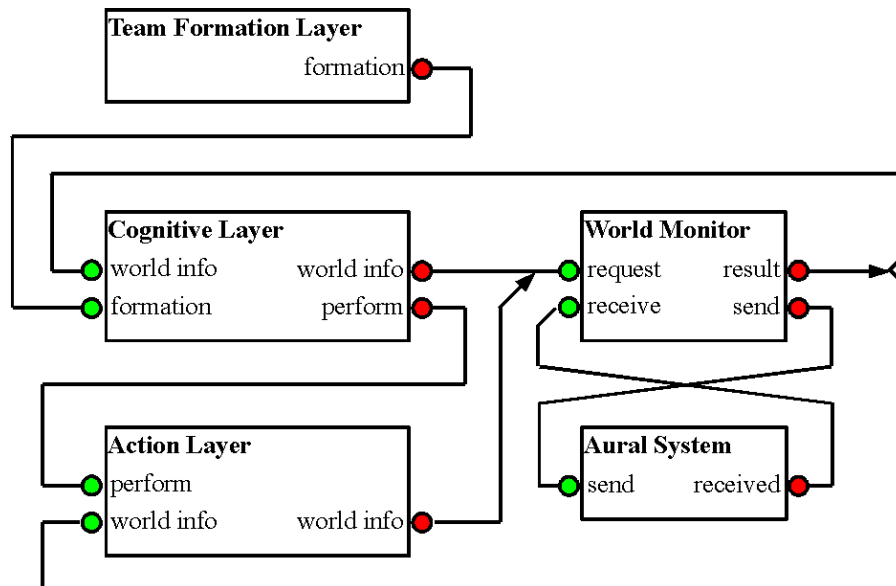 Team Formation Layer
formation
Cognitive Layer
world info world info
formation perform
World Monitor
request result
receive send
Action Layer
perform
world info world info
Aural System
send received